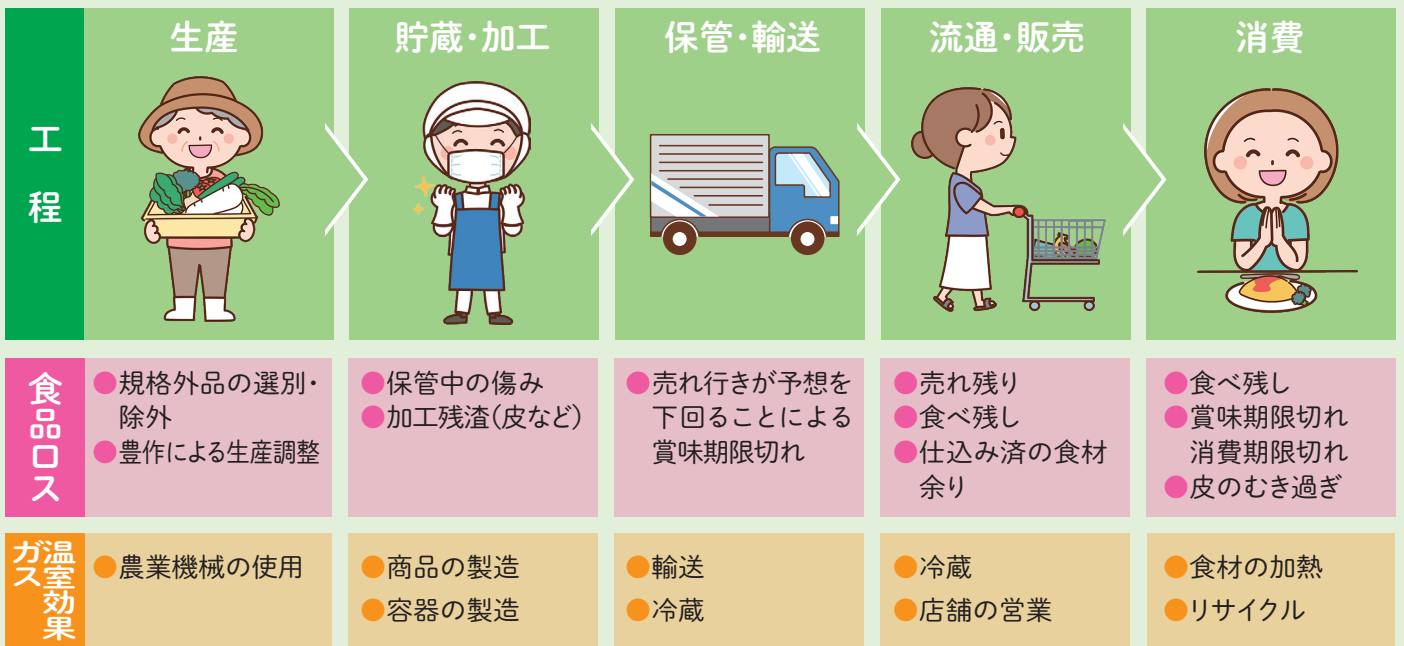 工程
生産
貯蔵・加工
保管・輸送
流通・販売
消費
食品ロス
●規格外品の選別・
除外
●豊作による生産調整
●保管中の傷み
●加工残渣(皮など)
●売れ行きが予想を
下回ることによる
賞味期限切れ
●売れ残り
●食べ残し
●仕込み済の食材
余り
●食べ残し
●賞味期限切れ
消費期限切れ
●皮のむき過ぎ
温室効果
ガス
●農業機械の使用
●商品の製造
●容器の製造
●輸送
●冷蔵
●冷蔵
●店舗の営業
●食材の加熱
●リサイクル